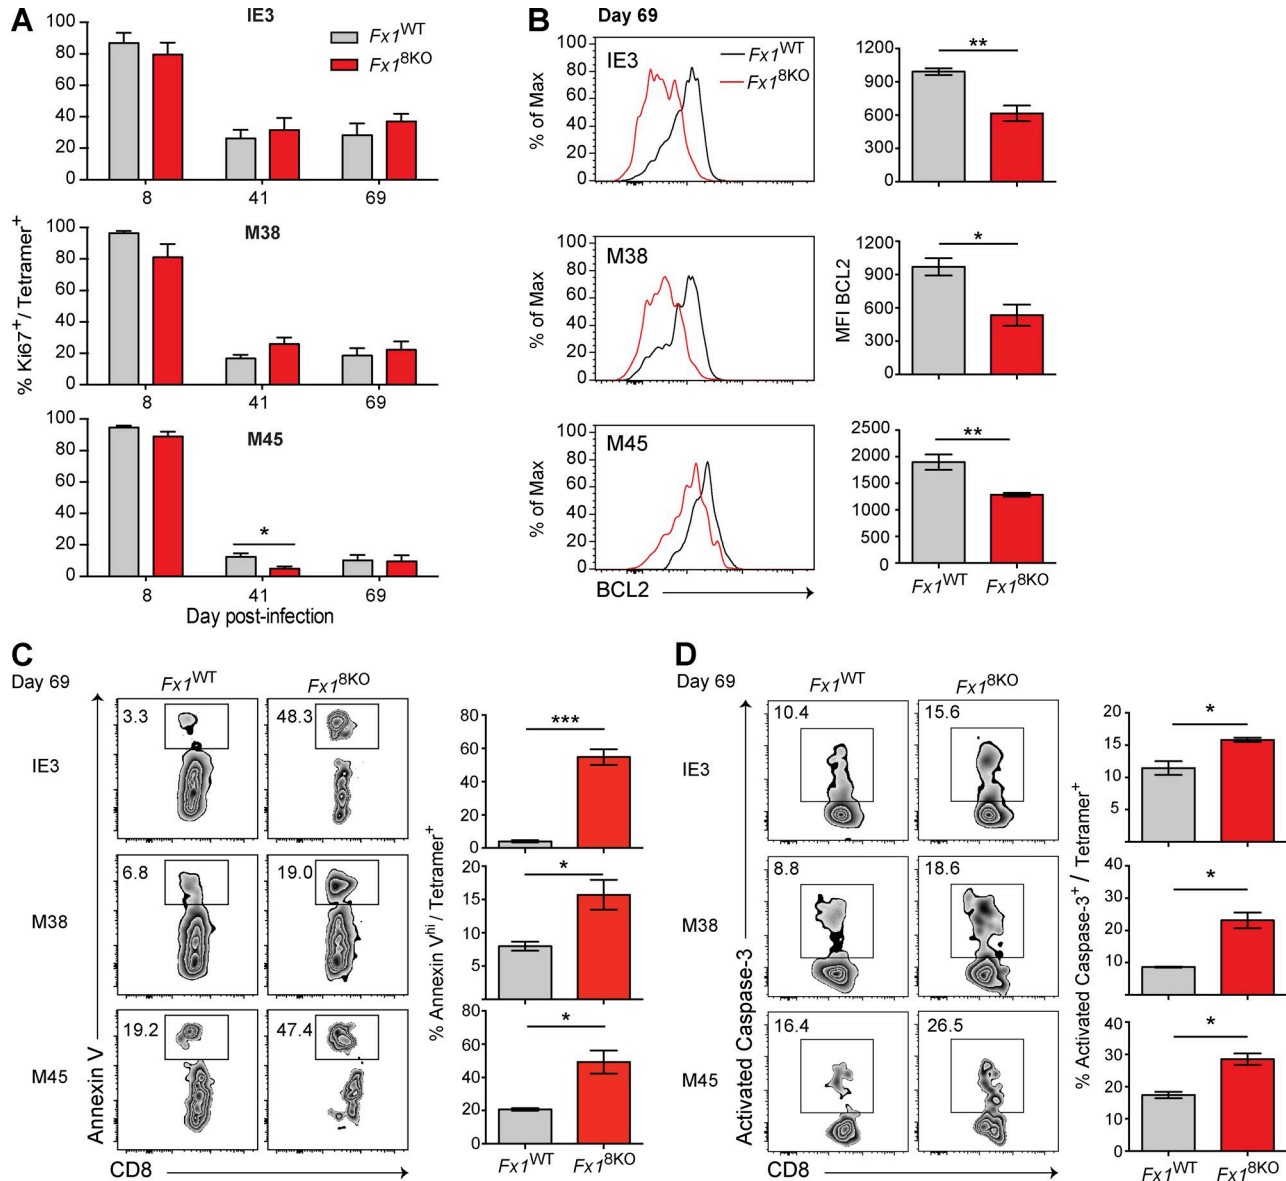 A
IE3
Fx1WT
Fx18KO
100
80
60
40
20
0
8
41
69
M38
100
80
60
40
20
0
8
41
69
M45
100
80
60
40
20
0
*
8
41
69
% Ki67+/ Tetramer+
Day post-infection
B
Day 69
IE3
Fx1WT
Fx18KO
% of Max
100
80
60
40
20
0
1200
900
600
300
0
**
M38
% of Max
100
80
60
40
20
0
MFI BCL2
1200
900
600
300
0
*
M45
% of Max
100
80
60
40
20
0
BCL2
2500
2000
1500
1000
500
0
**
Fx1WT
Fx18KO
C
Day 69
Fx1WT
Fx18KO
IE3
3.3
48.3
80
60
40
20
0
***
M38
6.8
19.0
20
15
10
5
0
*
M45
19.2
47.4
80
60
40
20
0
*
Annexin V
CD8
% Annexin Vhi / Tetramer+
Fx1WT
Fx18KO
D
Day 69
Fx1WT
Fx18KO
IE3
10.4
15.6
20
15
10
5
*
M38
8.8
18.6
40
30
20
10
*
M45
16.4
26.5
40
30
20
10
0
*
Activated Caspase-3
CD8
% Activated Caspase-3+ / Tetramer+
Fx1WT
Fx18KO